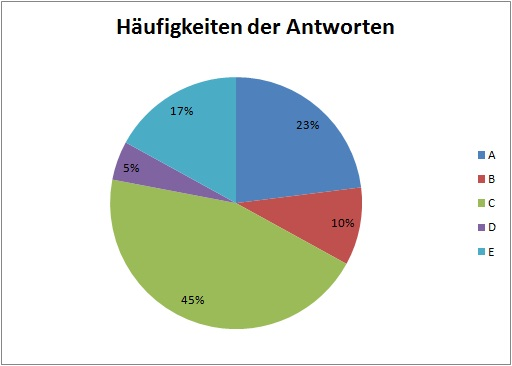 Häufigkeiten der Antworten
17%
23%
5%
10%
45%
A
B
C
D
E